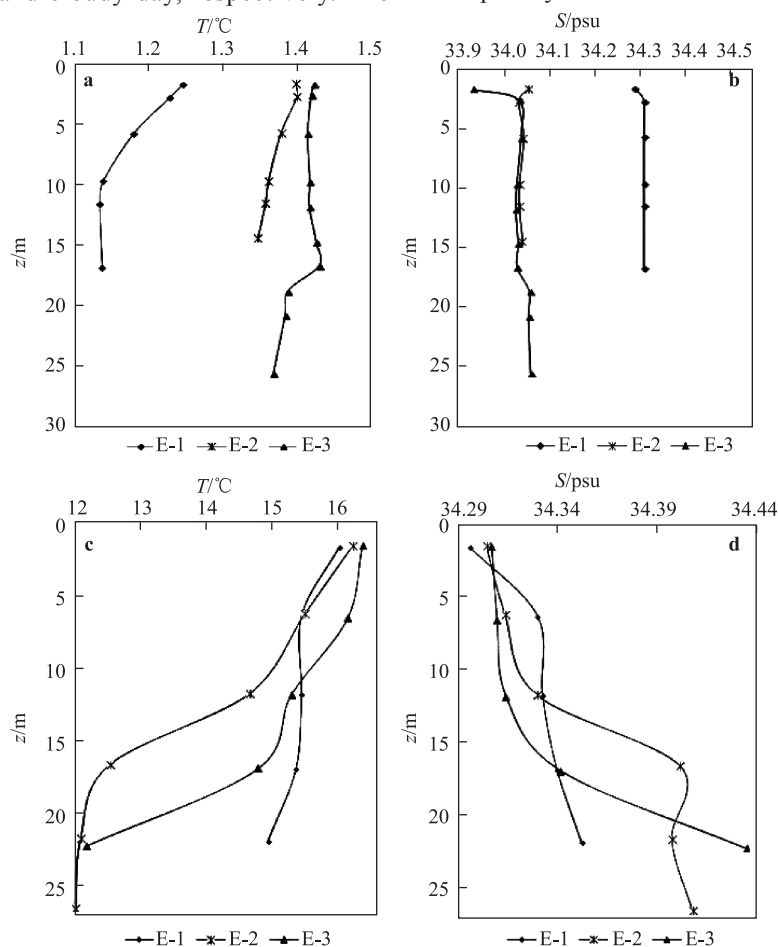 and cloudy day, respectively.
T/℃
1.1 1.2 1.3 1.4 1.5
0
5
10
15
20
25
30
z/m
a
E-1 E-2 E-3
S/psu
33.9 34.0 34.1 34.2 34.3 34.4 34.5
0
5
10
15
20
25
30
z/m
b
E-1 E-2 E-3
T/℃
12 13 14 15 16
0
5
10
15
20
25
z/m
c
E-1 E-2 E-3
S/psu
34.29 34.34 34.39 34.44
0
5
10
15
20
25
z/m
d
E-1 E-2 E-3